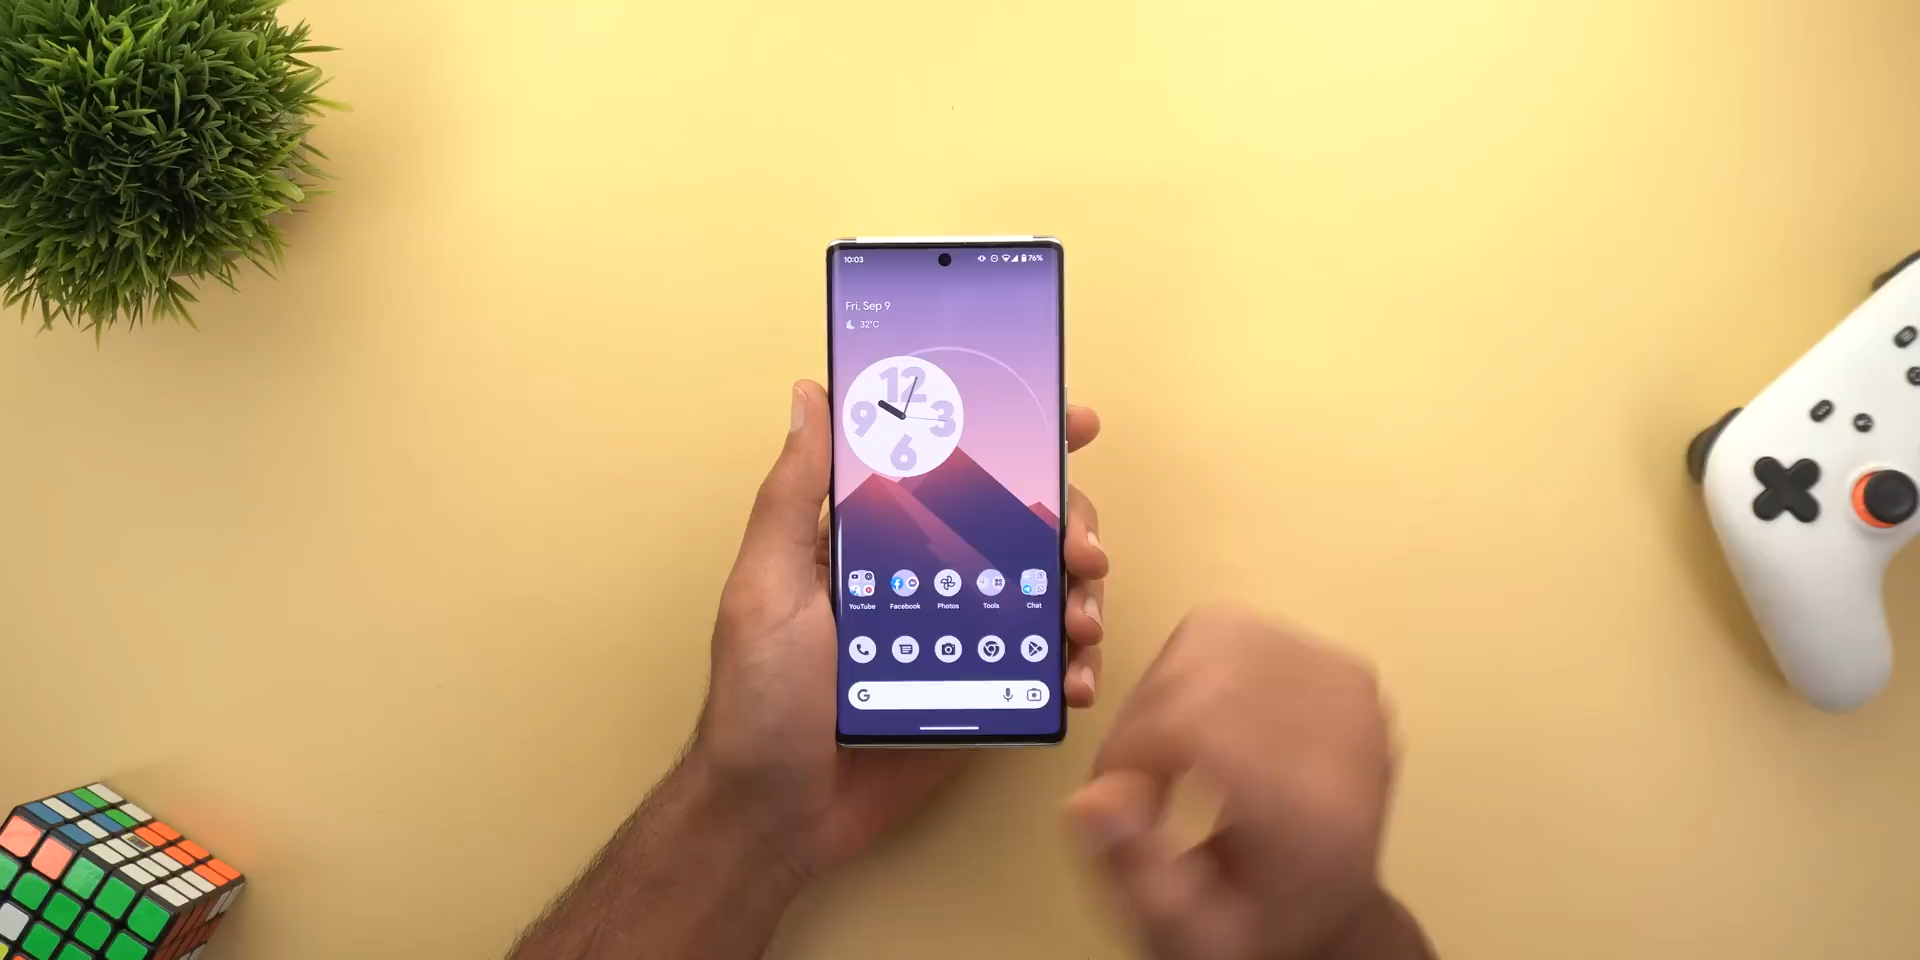 10:03
76%
Fri, Sep 9
32°C
12
9
3
6
YouTube
Facebook
Photos
Tools
Chat
G